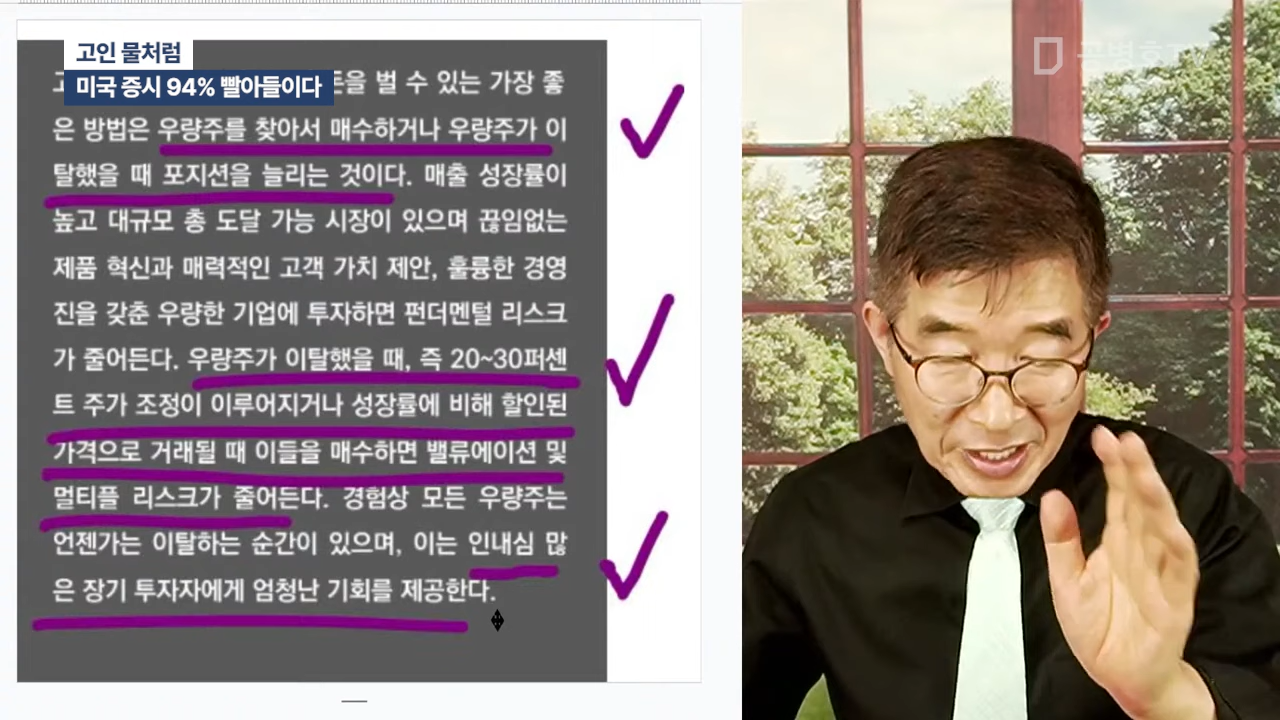 고인 물처럼
미국 증시 94% 빨아들이다
돈을 벌 수 있는 가장 좋
은 방법은 우량주를 찾아서 매수하거나 우량주가 이
탈했을 때 포지션을 늘리는 것이다. 매출 성장률이
높고 대규모 총 도달 가능 시장이 있으며 끊임없는
제품 혁신과 매력적인 고객 가치 제안, 훌륭한 경영
진을 갖춘 우량한 기업에 투자하면 펀더멘털 리스크
가 줄어든다. 우량주가 이탈했을 때, 즉 20~30퍼센
트 주가 조정이 이루어지거나 성장률에 비해 할인된
가격으로 거래될 때 이들을 매수하면 밸류에이션 및
멀티플 리스크가 줄어든다. 경험상 모든 우량주는
언젠가는 이탈하는 순간이 있으며, 이는 인내심 많
은 장기 투자자에게 엄청난 기회를 제공한다.